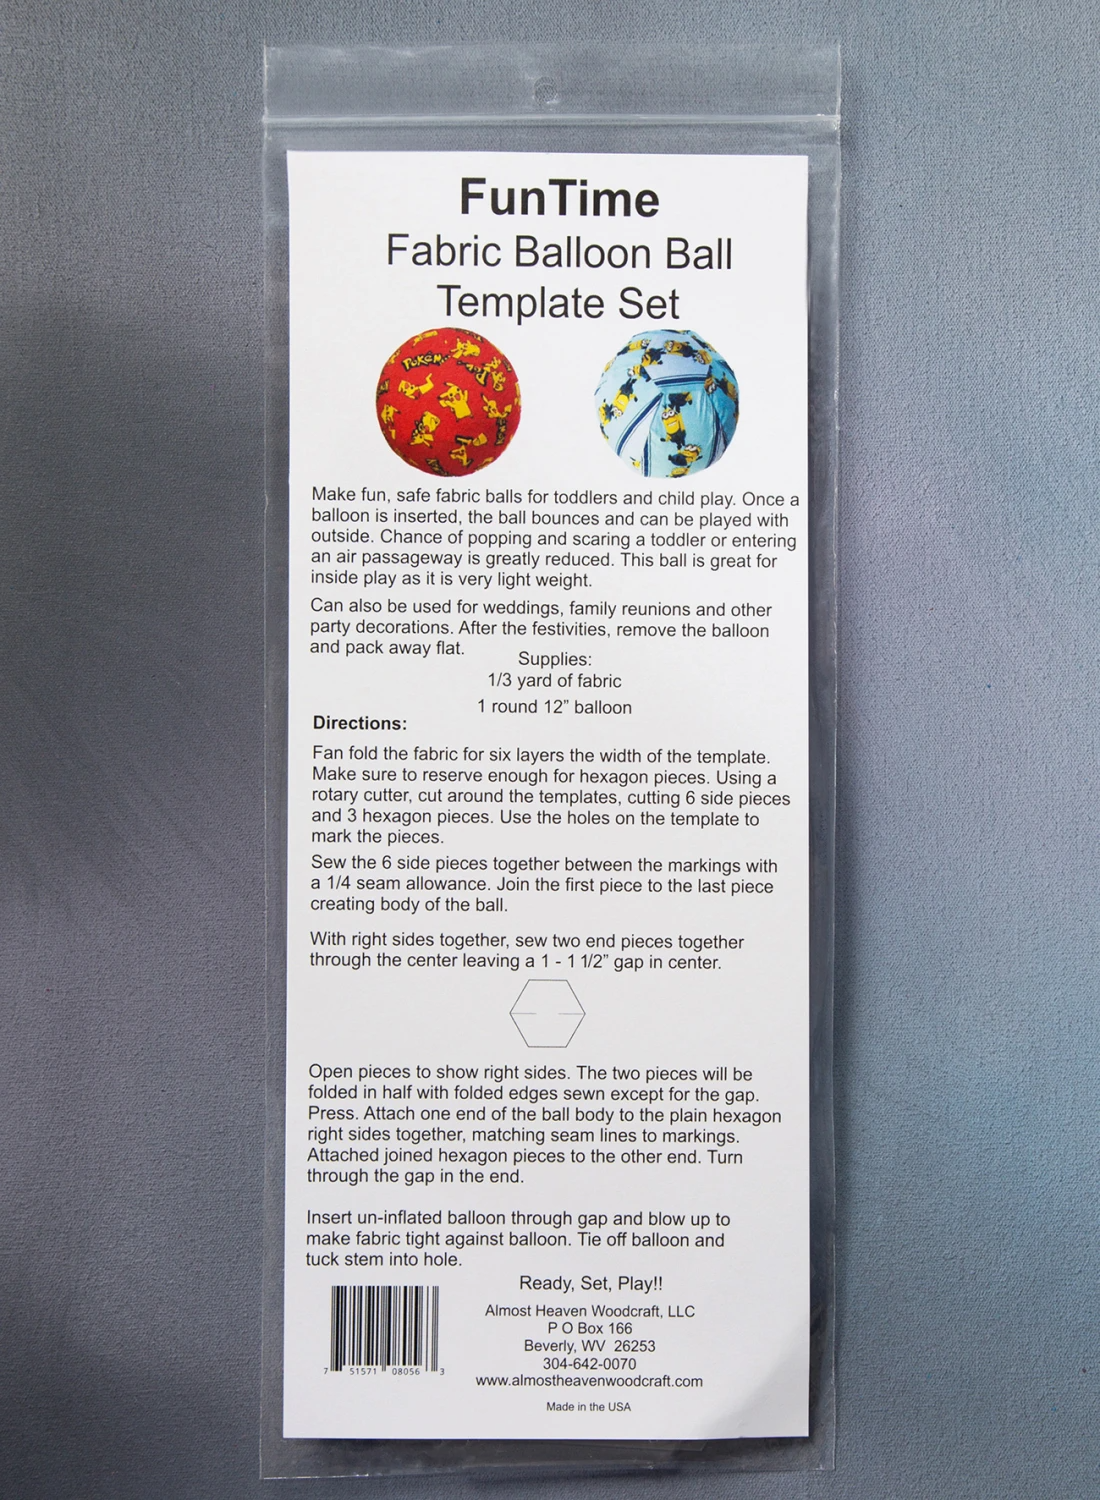 FunTime
Fabric Balloon Ball
Template Set
POKéMON
Make fun, safe fabric balls for toddlers and child play. Once a
balloon is inserted, the ball bounces and can be played with
outside. Chance of popping and scaring a toddler or entering
an air passageway is greatly reduced. This ball is great for
inside play as it is very light weight.
Can also be used for weddings, family reunions and other
party decorations. After the festivities, remove the balloon
and pack away flat.
Supplies:
1/3 yard of fabric
1 round 12” balloon
Directions:
Fan fold the fabric for six layers the width of the template.
Make sure to reserve enough for hexagon pieces. Using a
rotary cutter, cut around the templates, cutting 6 side pieces
and 3 hexagon pieces. Use the holes on the template to
mark the pieces.
Sew the 6 side pieces together between the markings with
a 1/4 seam allowance. Join the first piece to the last piece
creating body of the ball.
With right sides together, sew two end pieces together
through the center leaving a 1 - 1 1/2” gap in center.
Open pieces to show right sides. The two pieces will be
folded in half with folded edges sewn except for the gap.
Press. Attach one end of the ball body to the plain hexagon
right sides together, matching seam lines to markings.
Attached joined hexagon pieces to the other end. Turn
through the gap in the end.
Insert un-inflated balloon through gap and blow up to
make fabric tight against balloon. Tie off balloon and
tuck stem into hole.
Ready, Set, Play!!
Almost Heaven Woodcraft, LLC
P O Box 166
Beverly, WV 26253
304-642-0070
www.almostheavenwoodcraft.com
Made in the USA
7 51571 08056 3